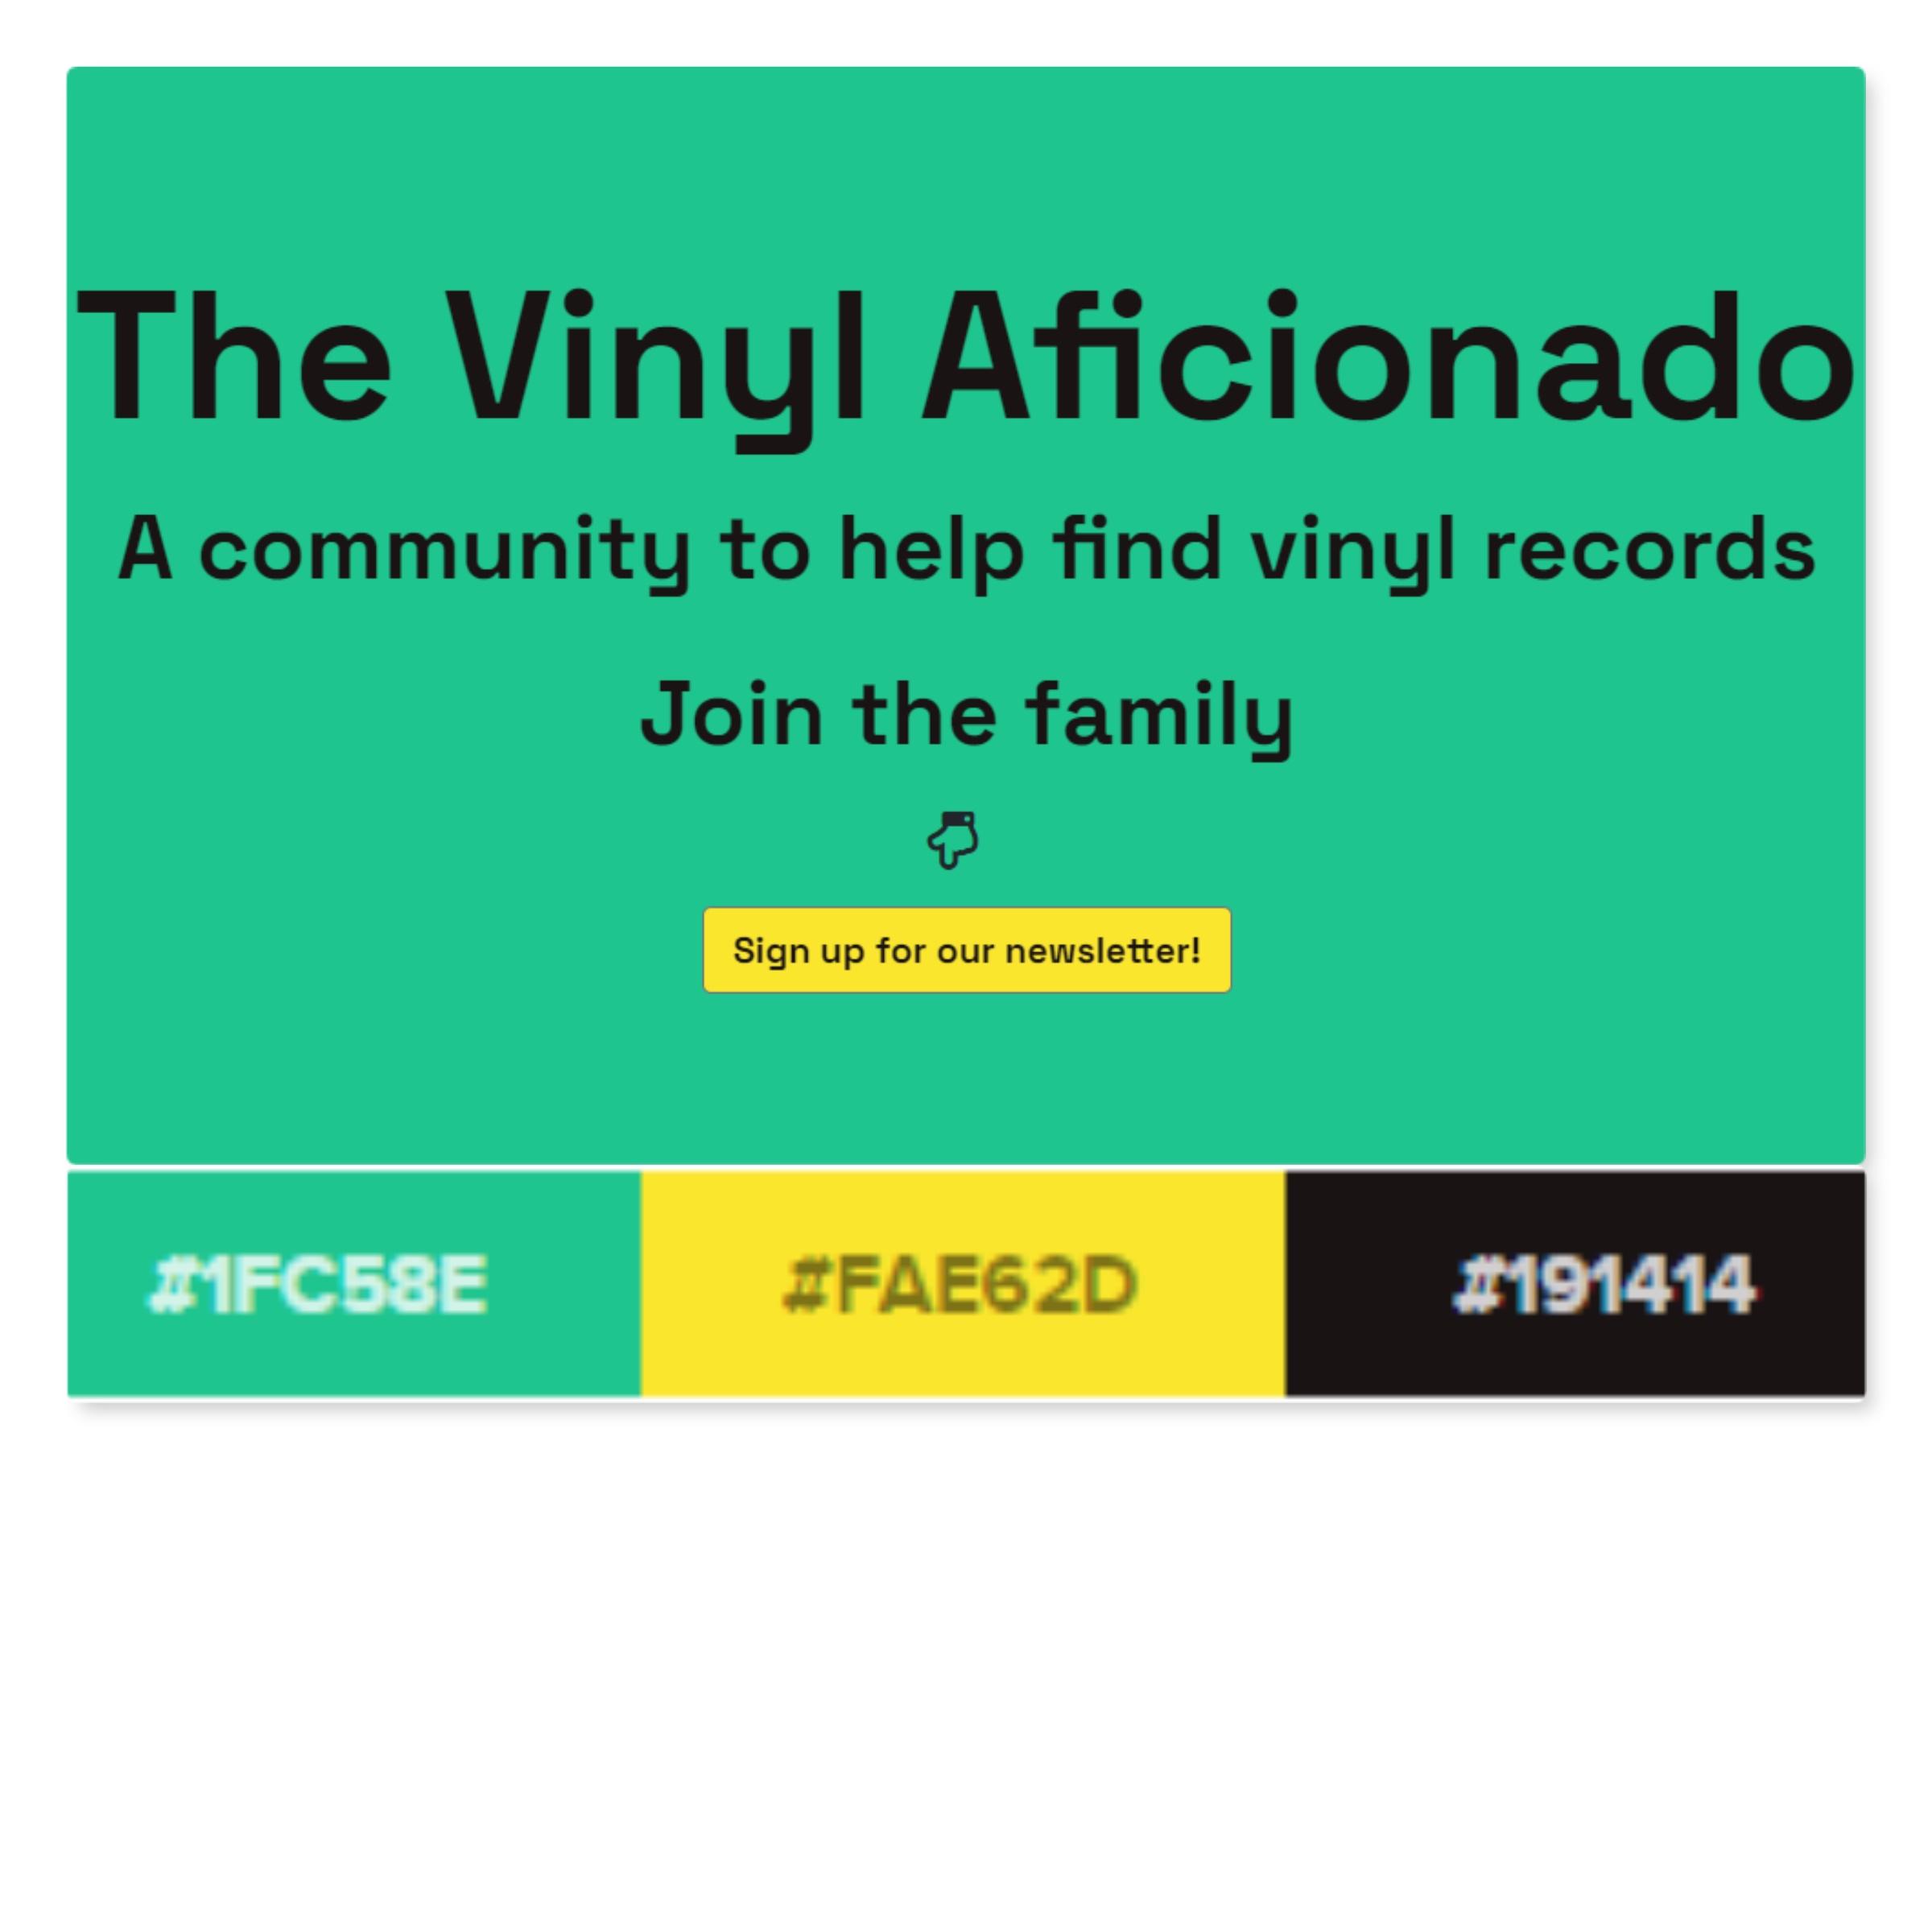 The Vinyl Aficionado
A community to help find vinyl records
Join the family
Sign up for our newsletter!
#1FC58E #FAE62D #191414